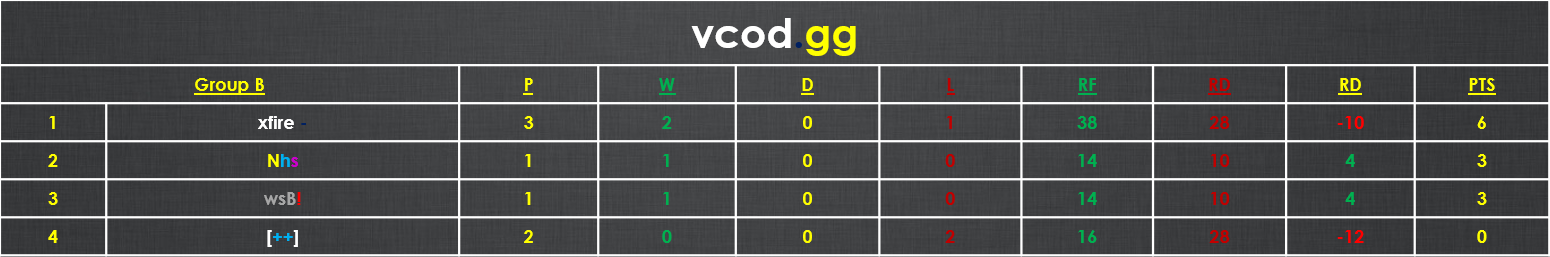 vcod.gg
Group B P W D L RF RD RD PTS
1 xfire - 3 2 0 1 38 28 -10 6
2 Nhs 1 1 0 0 14 10 4 3
3 wsB! 1 1 0 0 14 10 4 3
4 [++] 2 0 0 2 16 28 -12 0